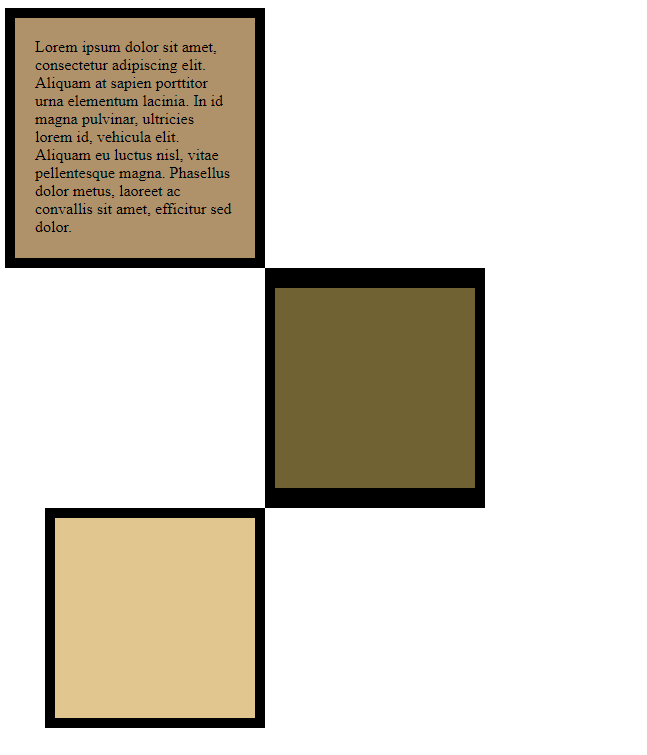 Lorem ipsum dolor sit amet,
consectetur adipiscing elit.
Aliquam at sapien porttitor
urna elementum lacinia. In id
magna pulvinar, ultricies
lorem id, vehicula elit.
Aliquam eu luctus nisl, vitae
pellentesque magna. Phasellus
dolor metus, laoreet ac
convallis sit amet, efficitur sed
dolor.